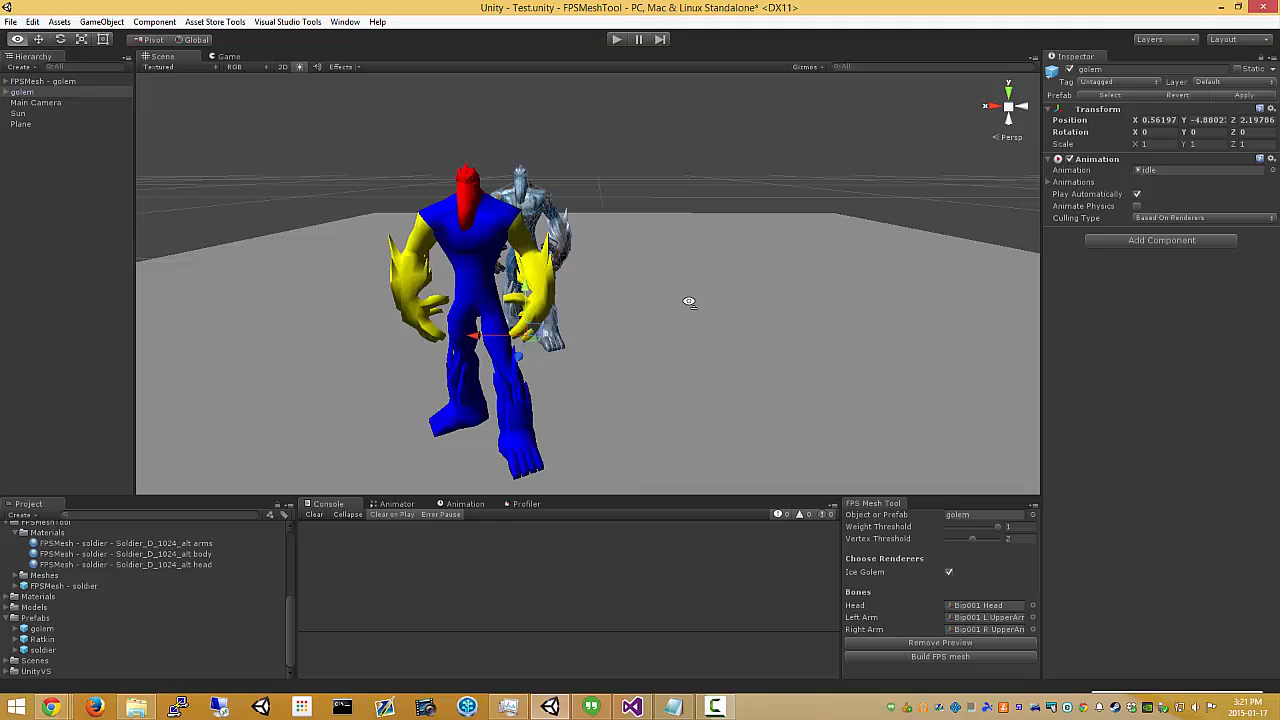 Unity - Test.unity - FPSMeshTool - PC, Mac & Linux Standalone* <DX11>
File Edit Assets GameObject Component Asset Store Tools Visual Studio Tools Window Help
Pivot Global Layers Layout
Hierarchy Scene Game Inspector
Create All Textured RGB 2D Effects Gizmos All golem Static
FPSMesh - golem Tag Untagged Layer Default
golem Prefab Select Revert Apply
Main Camera Transform
Sun Position X 0.56197 Y -4.8802 Z 2.19786
Plane Rotation X 0 Y 0 Z 0
y
x
Persp
Scale X 1 Y 1 Z 1
Animation
Animation idle
Animations
Play Automatically
Animate Physics
Culling Type Based On Renderers
Add Component
Project Console Animator Animation Profiler FPS Mesh Tool
Create Clear Collapse Clear on Play Error Pause 0 0 0
FPSMeshTool
Materials
FPSMesh - soldier - Soldier_D_1024_alt arms
FPSMesh - soldier - Soldier_D_1024_alt body
FPSMesh - soldier - Soldier_D_1024_alt head
Meshes
FPSMesh - soldier
Materials
Models
Prefabs
golem
Ratkin
soldier
Scenes
UnityVS
Object or Prefab golem
Weight Threshold 1
Vertex Threshold 2
Choose Renderers
Ice Golem
Bones
Head Bip001 Head
Left Arm Bip001 L UpperAr
Right Arm Bip001 R UpperAr
Remove Preview
Build FPS mesh
3:21 PM
2015-01-17